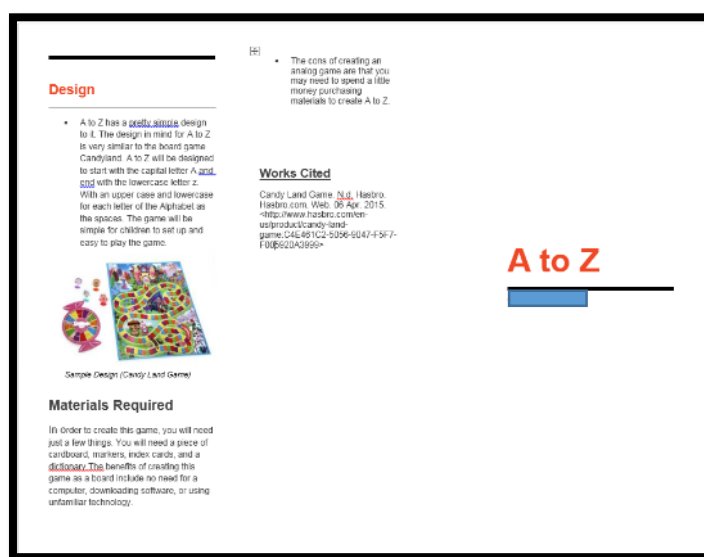 Design
• A to Z has a pretty simple design
to it. The design in mind for A to Z
is very similar to the board game
Candyland. A to Z will be designed
to start with the capital letter A and
end with the lowercase letter z.
With an upper case and lowercase
for each letter of the Alphabet as
the spaces. The game will be
simple for children to set up and
easy to play the game.
Sample Design (Candy Land Game)
Materials Required
In order to create this game, you will need
just a few things. You will need a piece of
cardboard, markers, index cards, and a
dictionary.The benefits of creating this
game as a board include no need for a
computer, downloading software, or using
unfamiliar technology.
• The cons of creating an
analog game are that you
may need to spend a little
money purchasing
materials to create A to Z.
Works Cited
Candy Land Game. N.d. Hasbro.
Hasbro.com. Web. 06 Apr. 2015.
<http://www.hasbro.com/en-
us/product/candy-land-
game:C4E461C2-5056-9047-F5F7-
F005920A3999>
A to Z